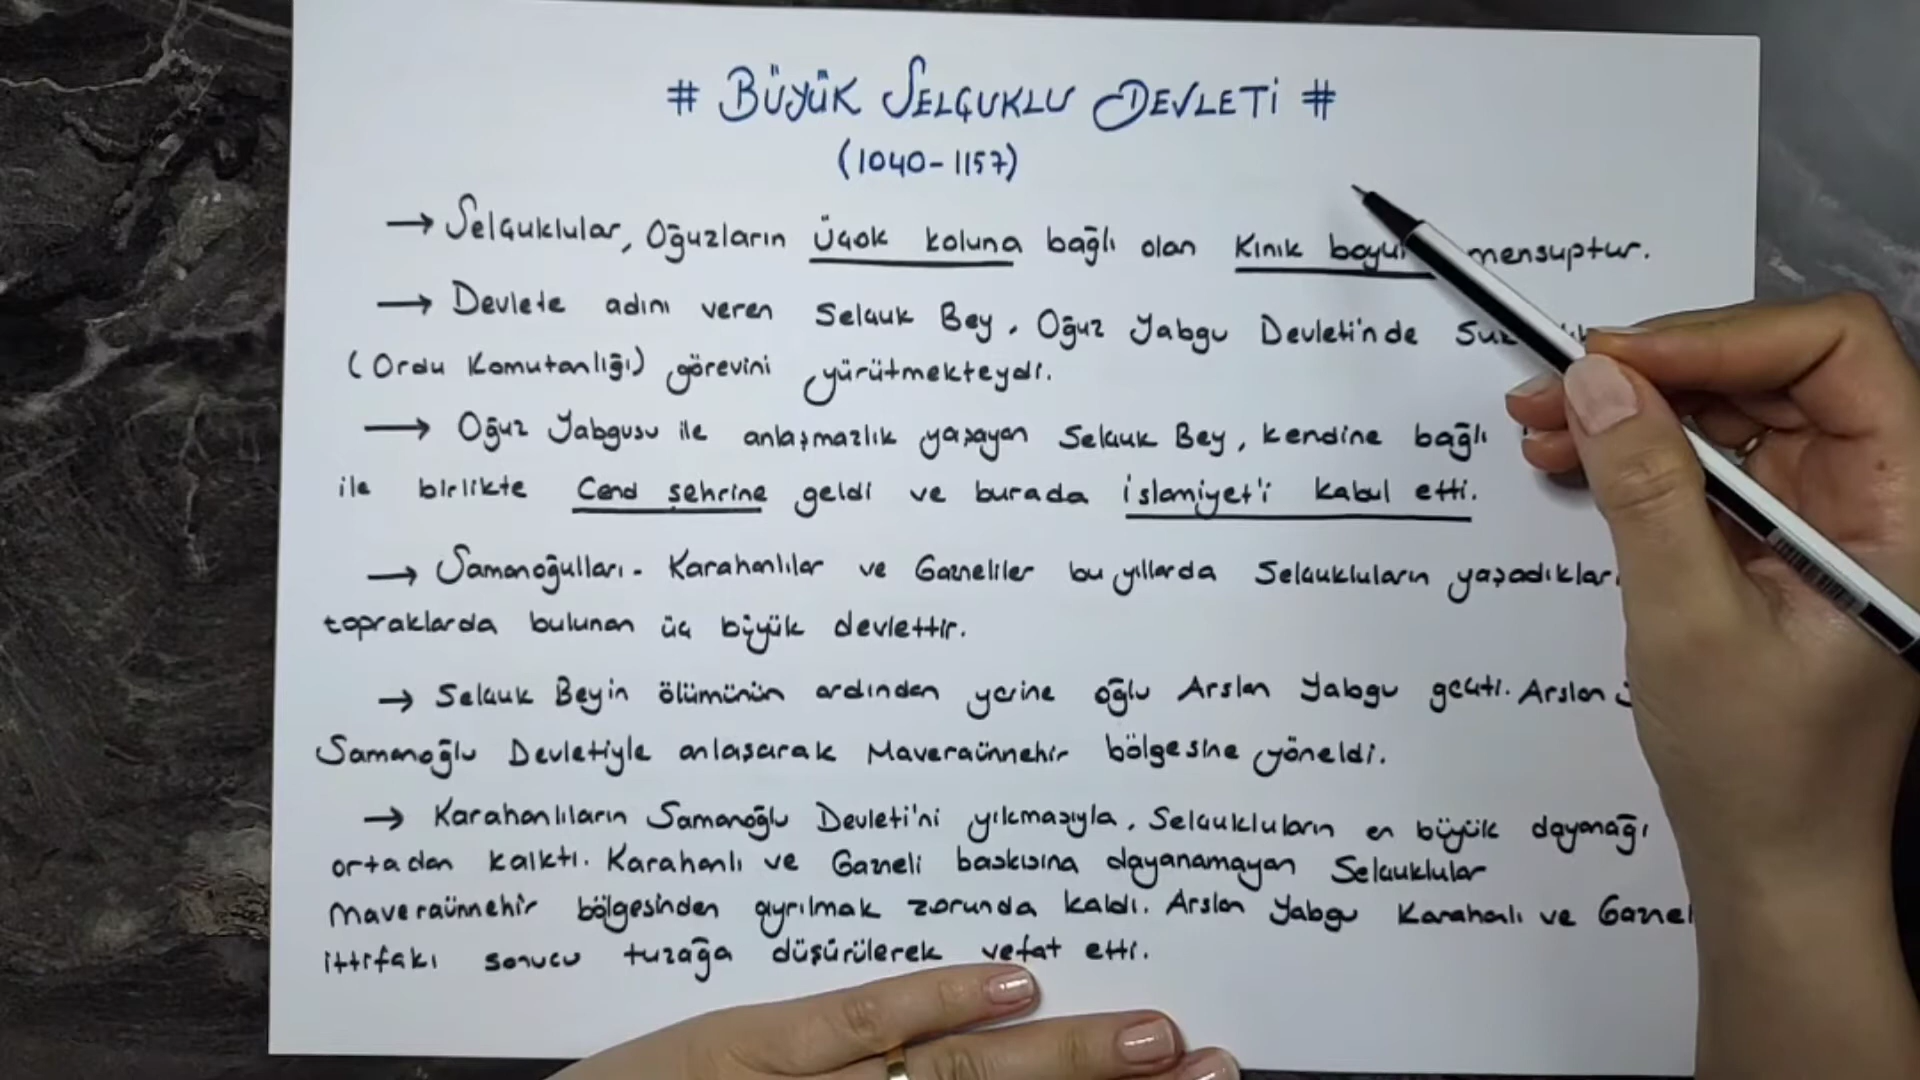 # BÜYÜK SELÇUKLU DEVLETİ #
(1040-1157)
→ Selçuklular, Oğuzların üçok koluna bağlı olan Kınık mensuptur.
→ Devlete adını veren Selçuk Bey, Oğuz Yabgu Devleti'nde
(Ordu Komutanlığı) görevini yürütmekteydi.
→ Oğuz Yabgusu ile anlaşmazlık yaşayan Selçuk Bey, kendine bağlı
ile birlikte Cend şehrine geldi ve burada islamiyet'i kabul etti.
→ Samanoğulları- Karahanlılar ve Gazneliler bu yıllarda Selçukluların yaşadıkları
topraklarda bulunan üç büyük devlettir.
→ Selçuk Beyin ölümünün ardından yerine oğlu Arslan Yabgu geçti. Arslan
Samanoğlu Devletiyle anlaşarak Maveraünnehir bölgesine yöneldi.
→ Karahanlıların Samanoğlu Devleti'ni yıkmasıyla, Selçukluların en büyük dayanağı
ortadan kalktı. Karahanlı ve Gazneli baskısına dayanamayan Selçuklular
Maveraünnehir bölgesinden ayrılmak zorunda kaldı. Arslan Yabgu Karahanlı ve
ittifakı sonucu tuzağa düşürülerek vefat etti.